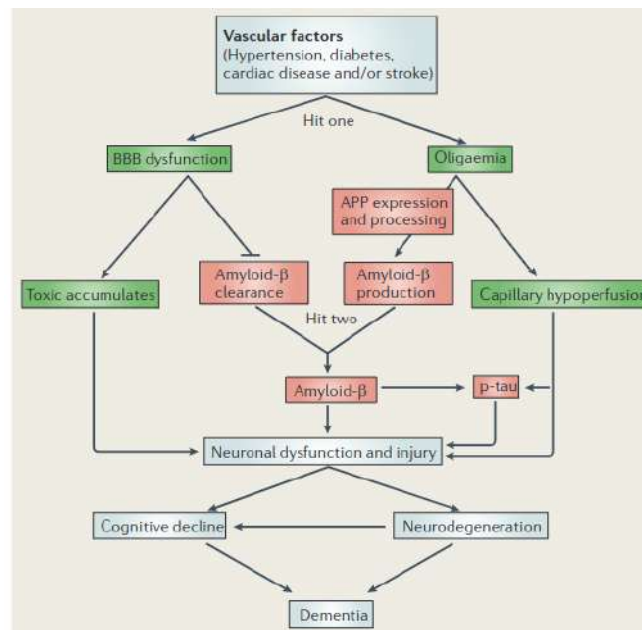 Vascular factors
(Hypertension, diabetes,
cardiac disease and/or stroke)
Hit one
BBB dysfunction
Oligaemia
APP expression
and processing
Toxic accumulates
Amyloid-β
clearance
Amyloid-β
production
Capillary hypoperfusion
Hit two
Amyloid-β
p-tau
Neuronal dysfunction and injury
Cognitive decline
Neurodegeneration
Dementia